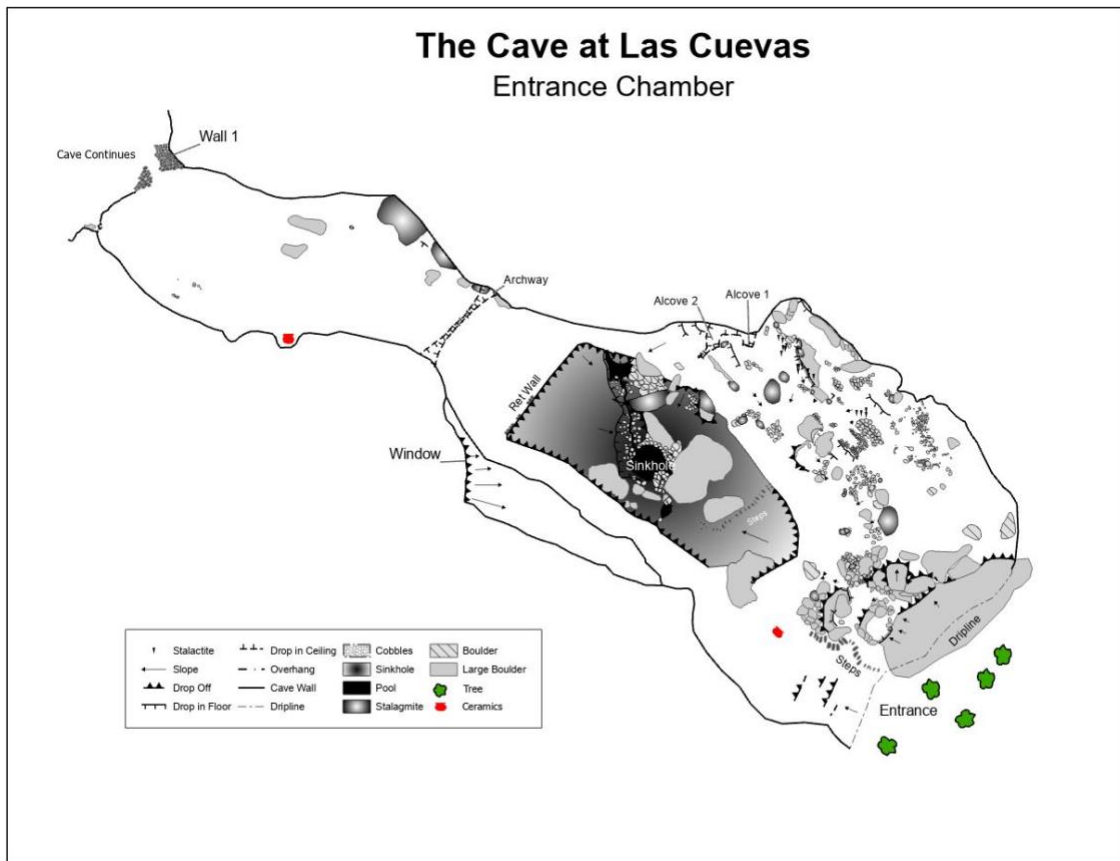 The Cave at Las Cuevas
Entrance Chamber
Wall 1
Cave Continues
Archway
Alcove 2
Alcove 1
Ret Wall
Window
Sinkhole
Steps
Dripline
Steps
Entrance
Stalactite
Slope
Drop Off
Drop in Floor
Drop in Ceiling
Overhang
Cave Wall
Dripline
Cobbles
Sinkhole
Pool
Stalagmite
Boulder
Large Boulder
Tree
Ceramics